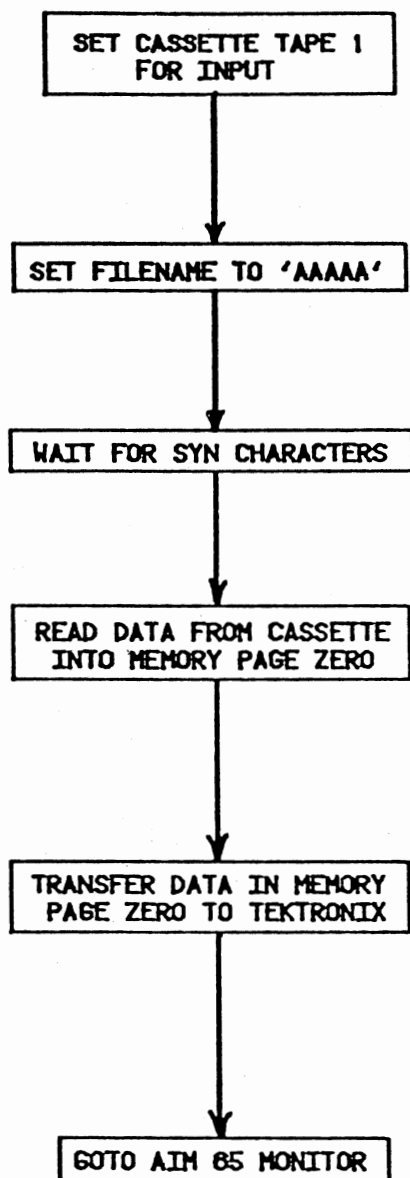 SET CASSETTE TAPE 1
FOR INPUT
SET FILENAME TO 'AAAAA'
WAIT FOR SYN CHARACTERS
READ DATA FROM CASSETTE
INTO MEMORY PAGE ZERO
TRANSFER DATA IN MEMORY
PAGE ZERO TO TEKTRONIX
GOTO AIM 65 MONITOR